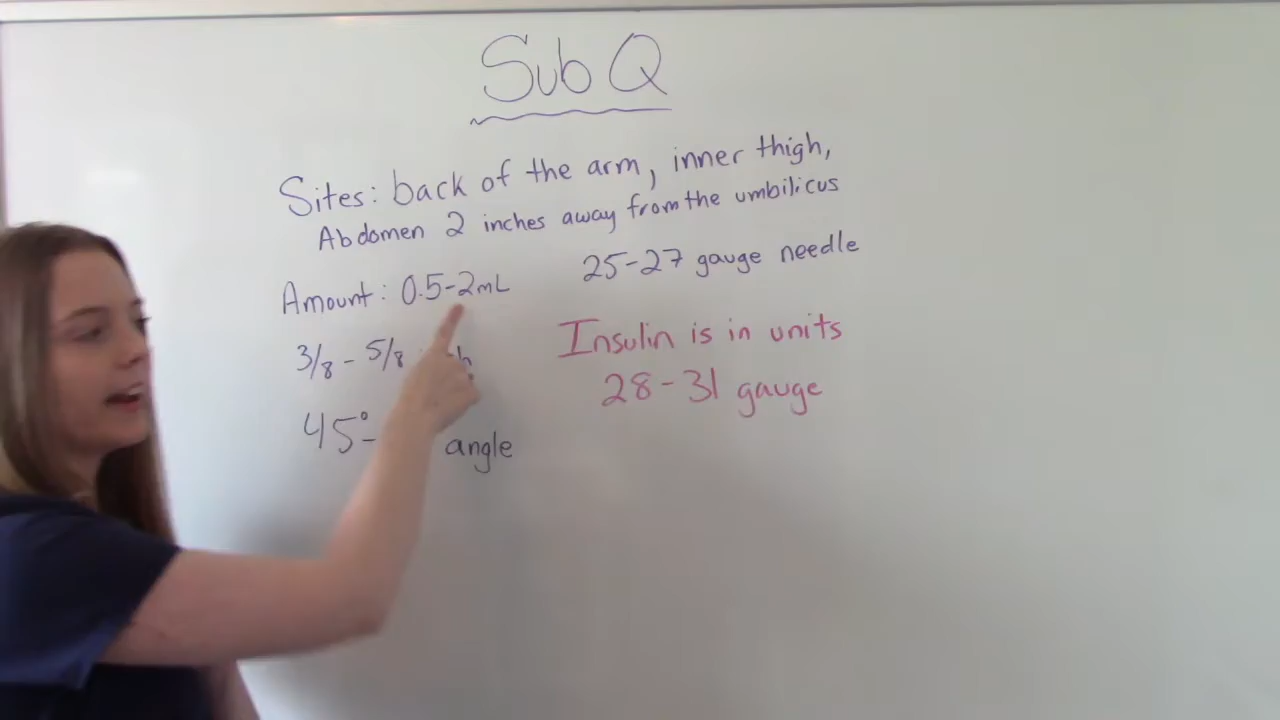 Sub Q
Sites: back of the arm, inner thigh,
Abdomen 2 inches away from the umbilicus
Amount: 0.5-2mL
25-27 gauge needle
3/8 - 5/8
Insulin is in units
28-31 gauge
45°- angle